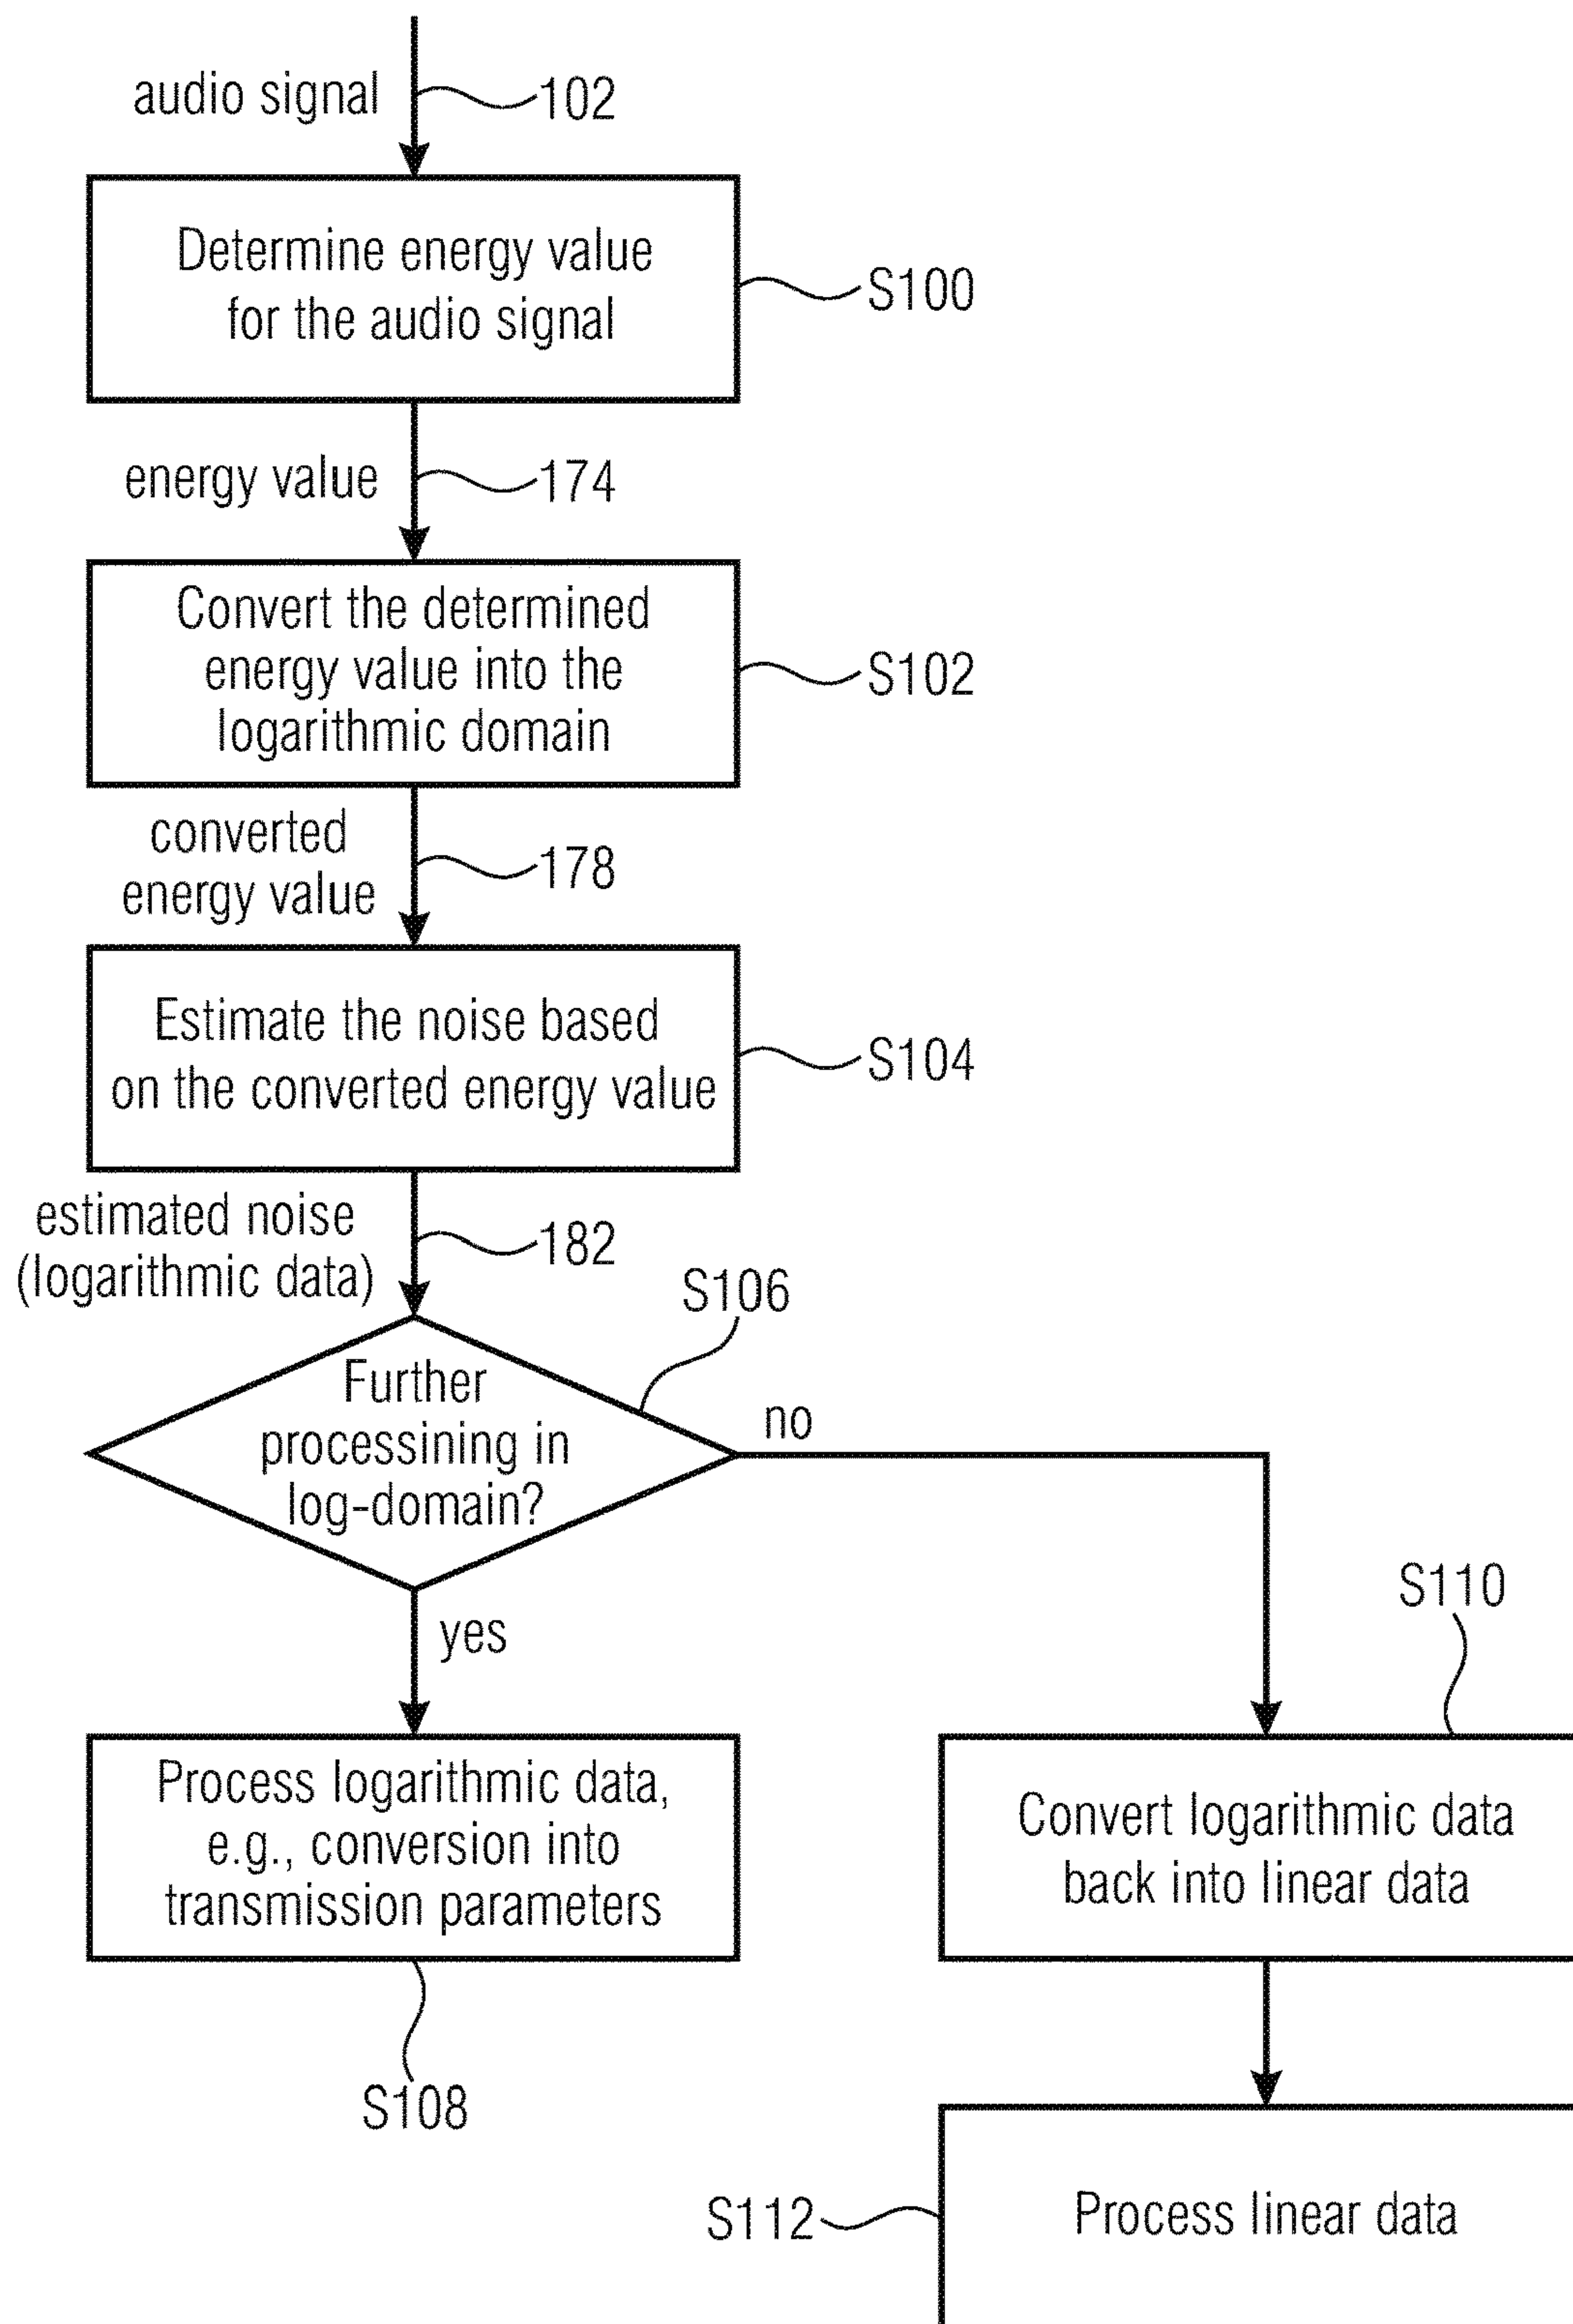 audio signal
102
Determine energy value
for the audio signal
S100
energy value
174
Convert the determined
energy value into the
logarithmic domain
S102
converted
energy value
178
Estimate the noise based
on the converted energy value
S104
estimated noise
(logarithmic data)
182
S106
Further
processining in
log-domain?
no
yes
S110
Process logarithmic data,
e.g., conversion into
transmission parameters
S108
Convert logarithmic data
back into linear data
S112
Process linear data